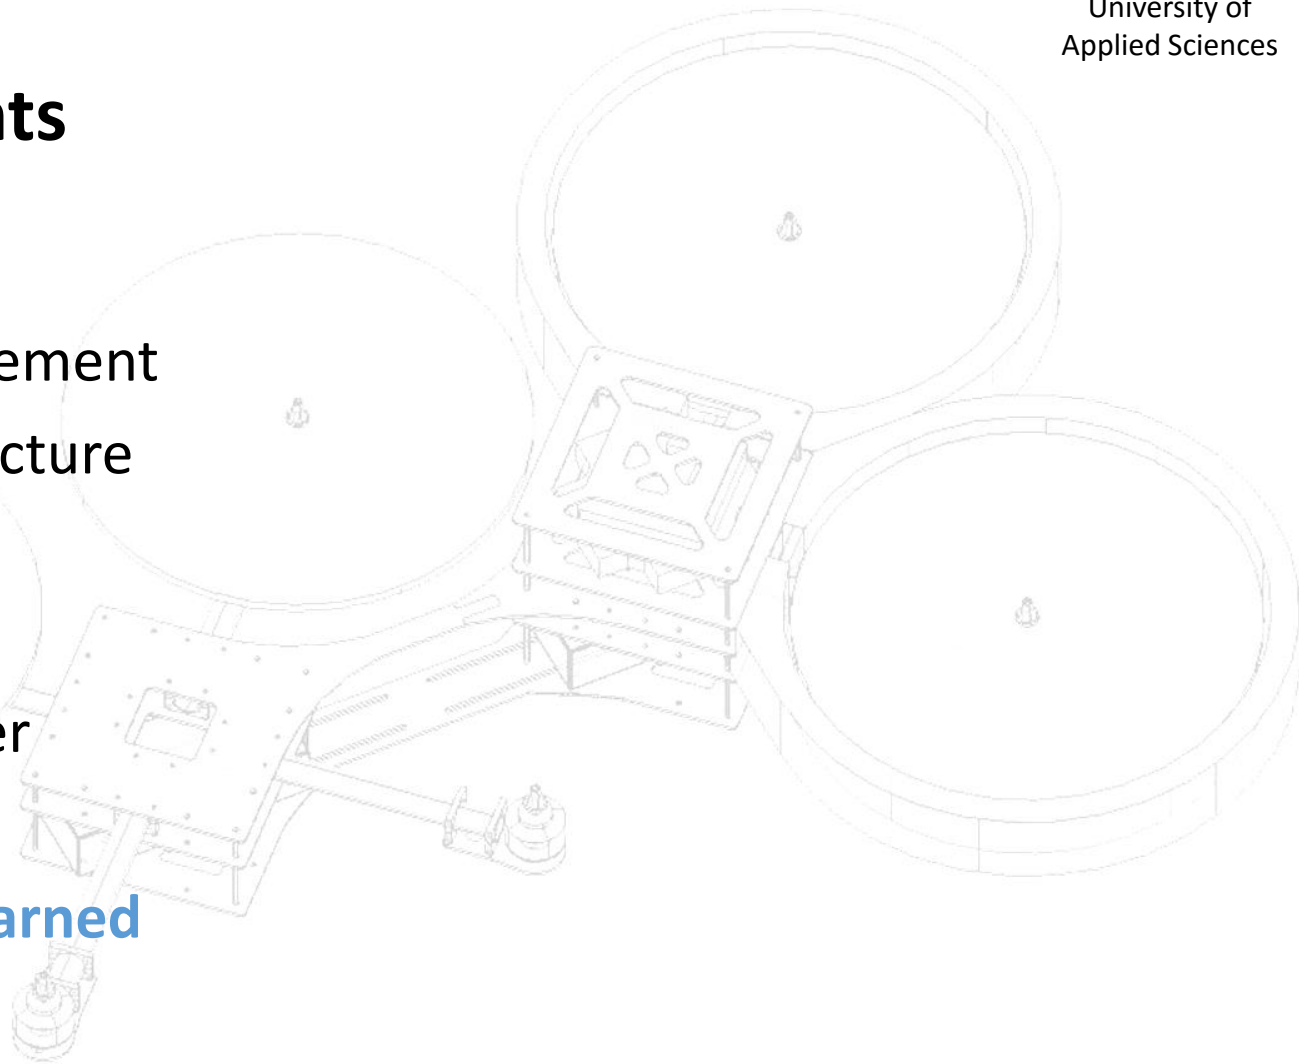 University of
Applied Sciences
nts
ement
cture
er
arned